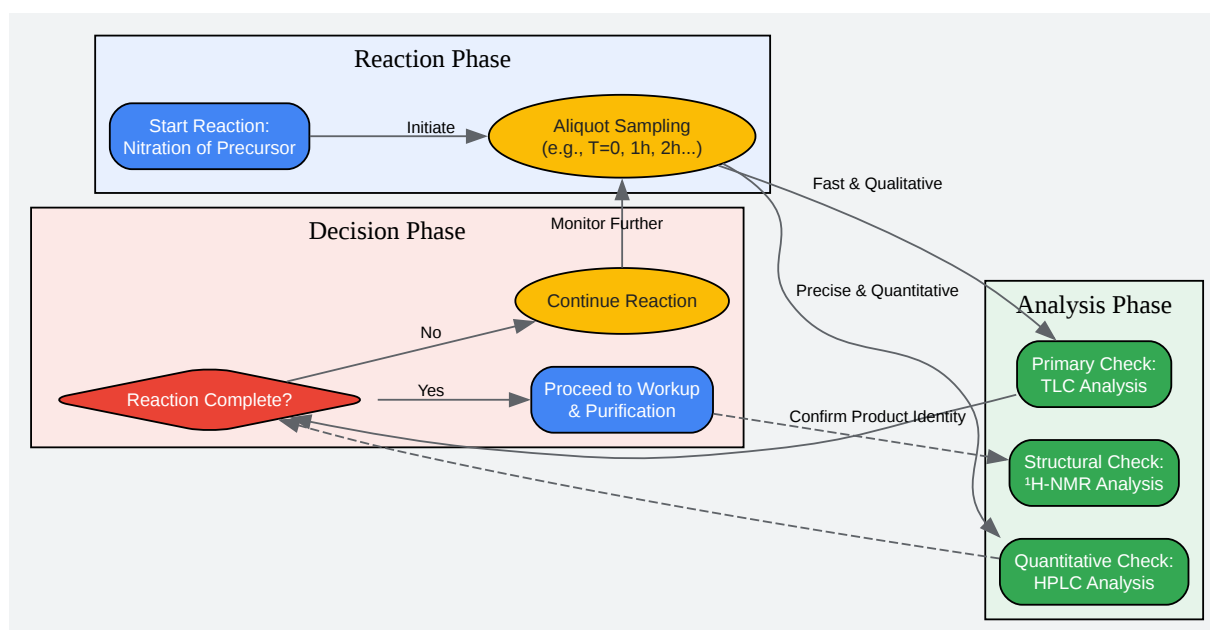 Reaction Phase
Start Reaction:
Nitration of Precursor
Initiate
Aliquot Sampling
(e.g., T=0, 1h, 2h...)
Fast & Qualitative
Decision Phase
Monitor Further
Continue Reaction
Precise & Quantitative
No
Reaction Complete?
Yes
Proceed to Workup
& Purification
Confirm Product Identity
Analysis Phase
Primary Check:
TLC Analysis
Structural Check:
¹H-NMR Analysis
Quantitative Check:
HPLC Analysis